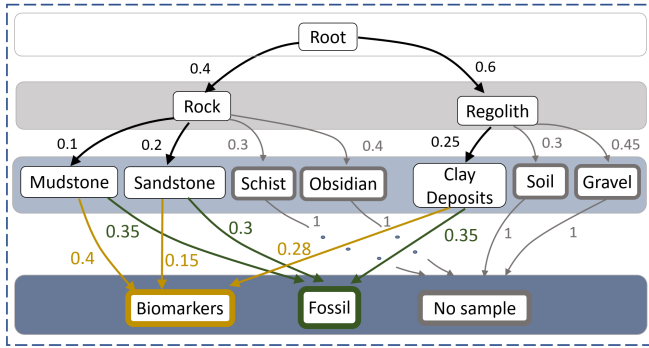 Root
0.4
0.6
Rock
Regolith
0.1
0.2
0.3
0.4
0.25
0.3
0.45
Mudstone
Sandstone
Schist
Obsidian
Clay
Deposits
Soil
Gravel
0.35
0.3
1
1
0.4
0.15
0.28
0.35
1
1
Biomarkers
Fossil
No sample